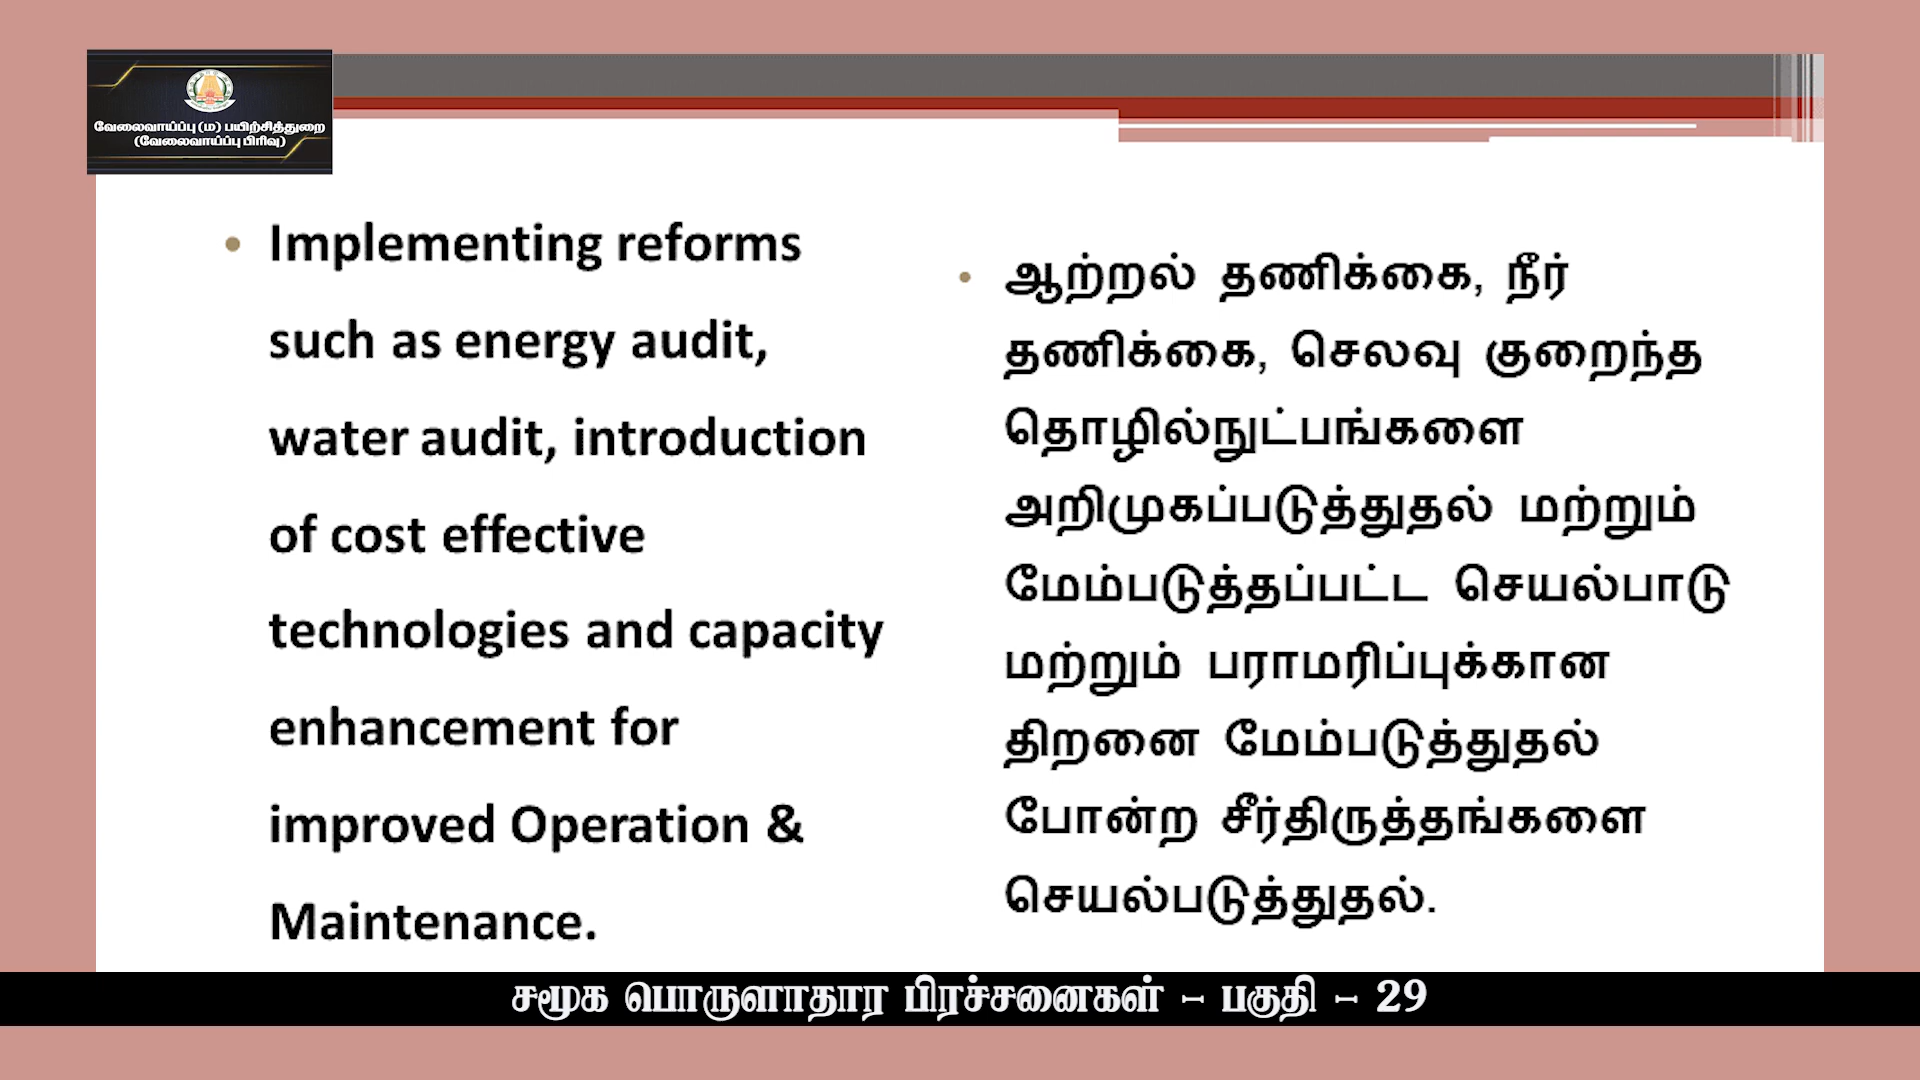 வேலைவாய்ப்பு (ம) பயிற்சித்துறை
(வேலைவாய்ப்பு பிரிவு)
• Implementing reforms
such as energy audit,
water audit, introduction
of cost effective
technologies and capacity
enhancement for
improved Operation &
Maintenance.
• ஆற்றல் தணிக்கை, நீர்
தணிக்கை, செலவு குறைந்த
தொழில்நுட்பங்களை
அறிமுகப்படுத்துதல் மற்றும்
மேம்படுத்தப்பட்ட செயல்பாடு
மற்றும் பராமரிப்புக்கான
திறனை மேம்படுத்துதல்
போன்ற சீர்திருத்தங்களை
செயல்படுத்துதல்.
சமூக பொருளாதார பிரச்சனைகள் – பகுதி – 29